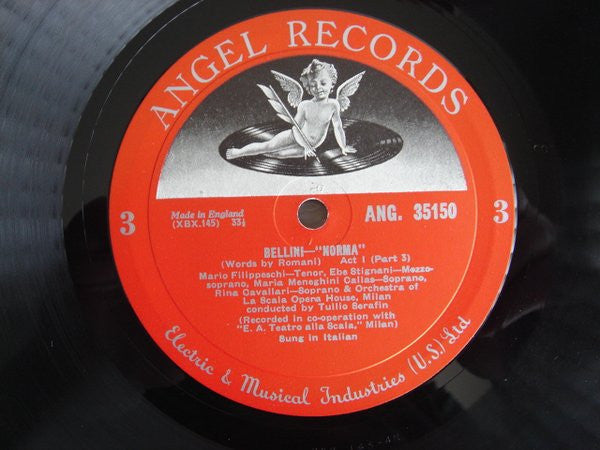 ANGEL RECORDS
3
Made in England
(XBX.145) 33⅓
ANG. 35150
3
BELLINI—"NORMA"
(Words by Romani) Act 1 (Part 3)
Mario Filippeschi—Tenor, Ebe Stignani—Mezzo-
soprano, Maria Meneghini Callas—Soprano,
Rina Cavallari—Soprano & Orchestra of
La Scala Opera House, Milan
conducted by Tullio Serafin
(Recorded in co-operation with
"E. A. Teatro alla Scala," Milan)
Sung in Italian
Electric & Musical Industries (U.S.) Ltd